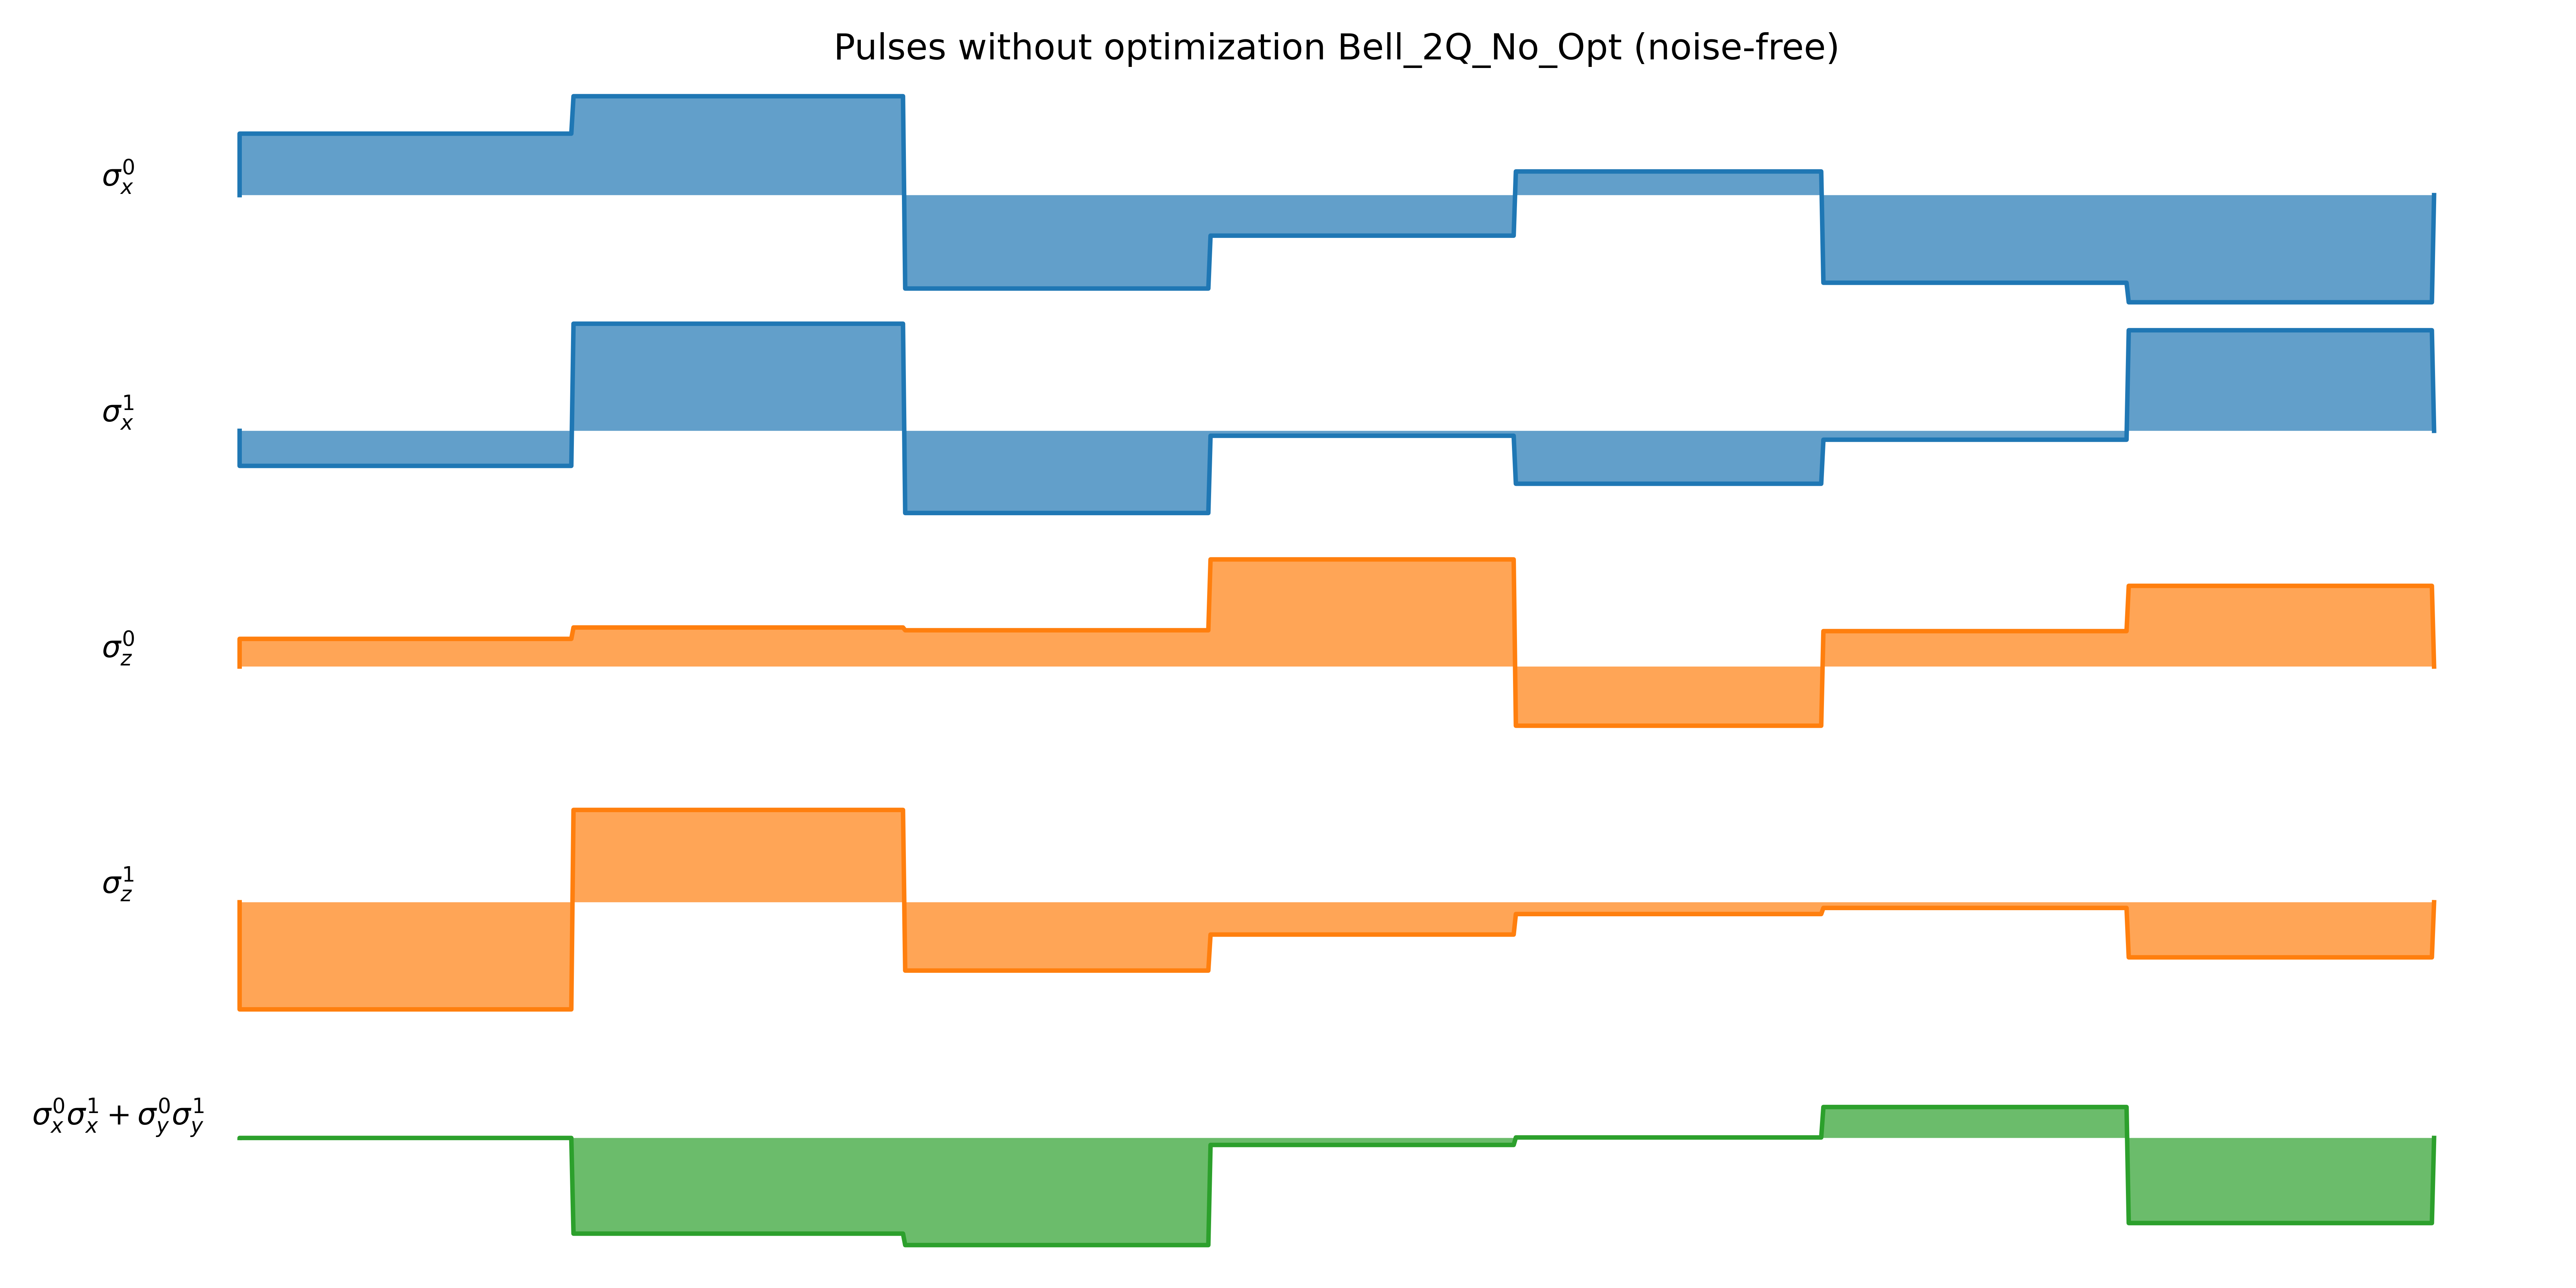 Pulses without optimization Bell_2Q_No_Opt (noise-free)
σ_x^0
σ_x^1
σ_z^0
σ_z^1
σ_x^0σ_x^1 + σ_y^0σ_y^1